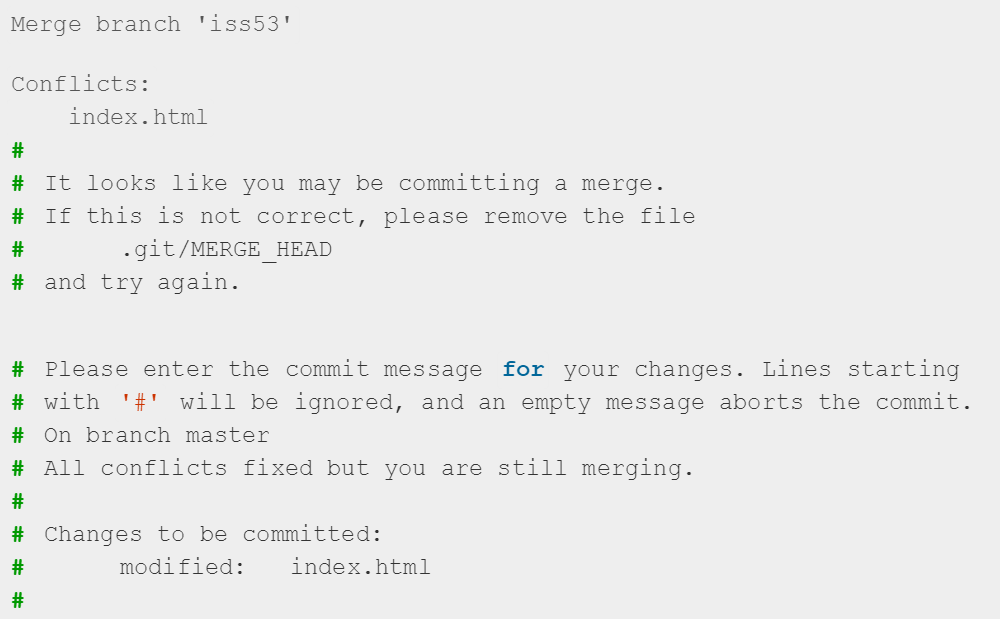 Merge branch 'iss53'

Conflicts:
    index.html
#
# It looks like you may be committing a merge.
# If this is not correct, please remove the file
#       .git/MERGE_HEAD
# and try again.


# Please enter the commit message for your changes. Lines starting
# with '#' will be ignored, and an empty message aborts the commit.
# On branch master
# All conflicts fixed but you are still merging.
#
# Changes to be committed:
#       modified:   index.html
#